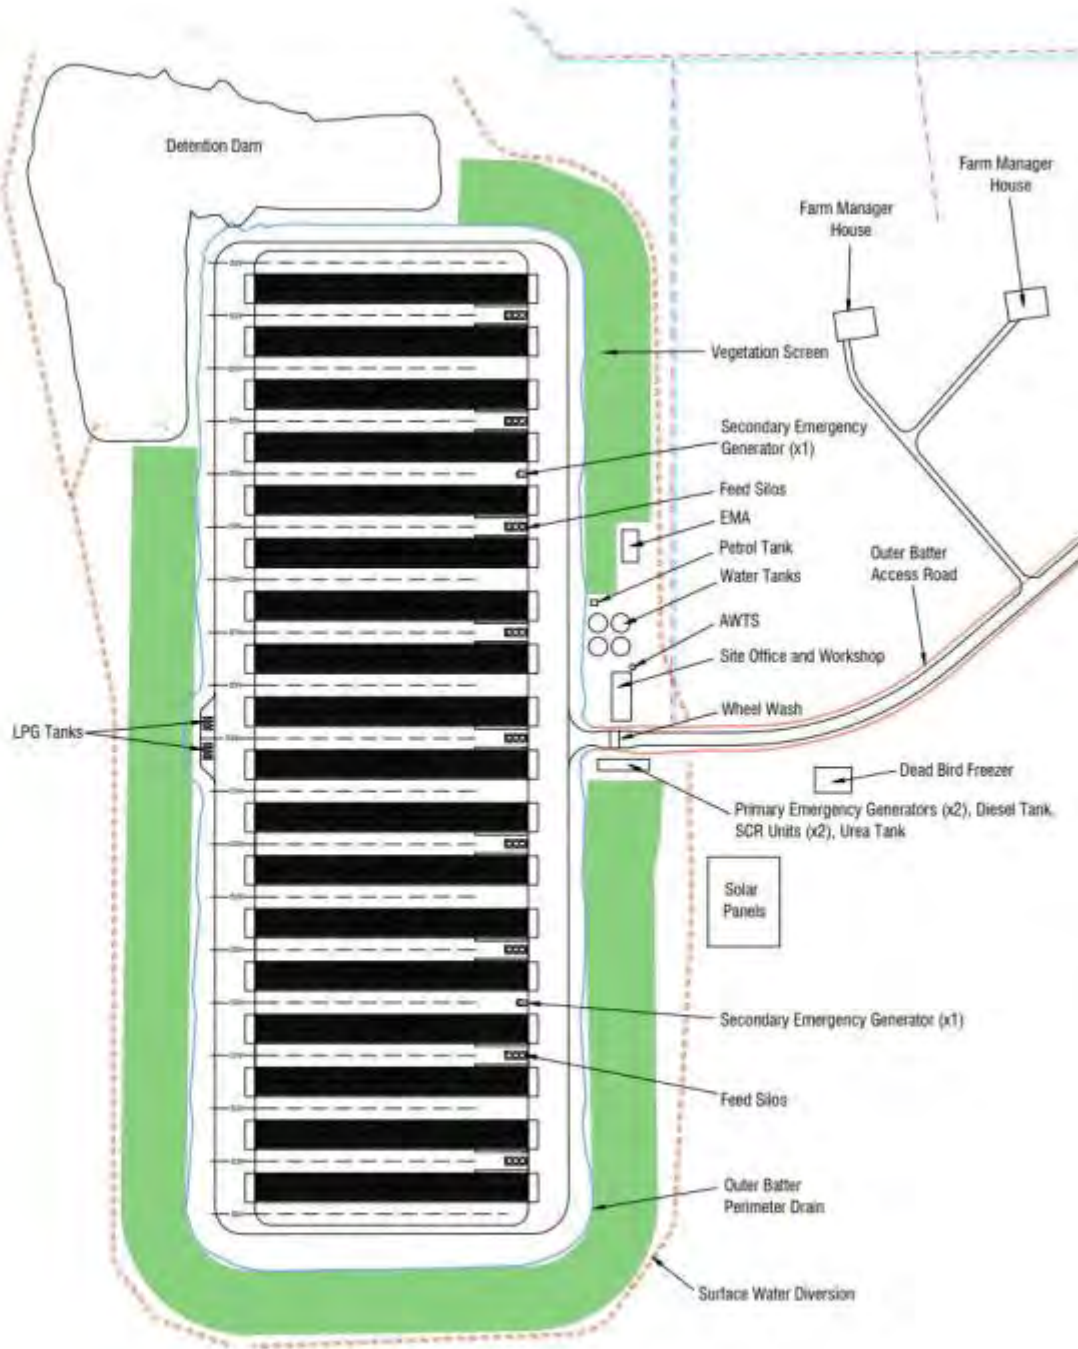 Detention Dam
Farm Manager
House
Farm Manager
House
Vegetation Screen
Secondary Emergency
Generator (x1)
Feed Silos
EMA
Petrol Tank
Water Tanks
Outer Batter
Access Road
AWTS
Site Office and Workshop
Wheel Wash
LPG Tanks
Dead Bird Freezer
Primary Emergency Generators (x2), Diesel Tank,
SCR Units (x2), Urea Tank
Solar
Panels
Secondary Emergency Generator (x1)
Feed Silos
Outer Batter
Perimeter Drain
Surface Water Diversion